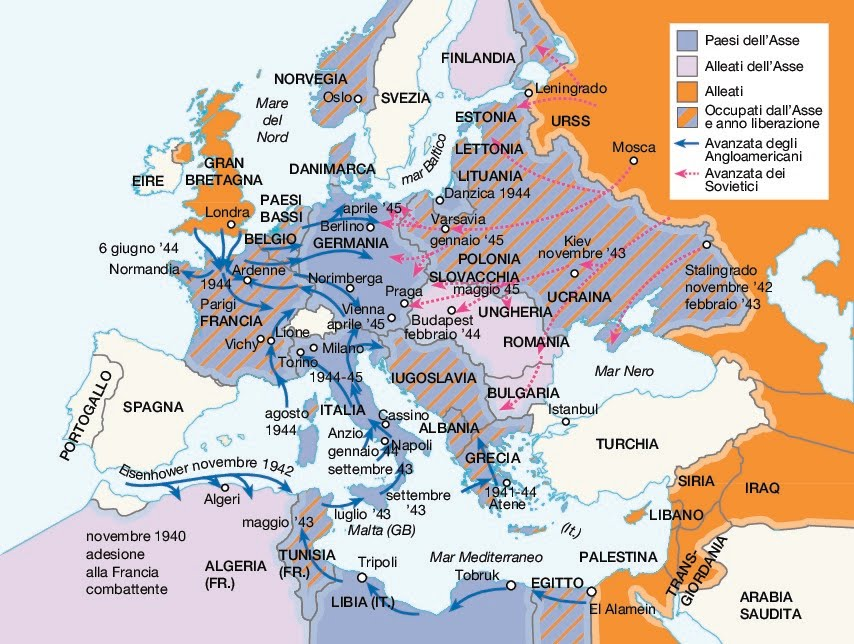 Paesi dell'Asse
Alleati dell'Asse
Alleati
Occupati dall'Asse
e anno liberazione
Avanzata degli
Angloamericani
Avanzata dei
Sovietici
FINLANDIA
NORVEGIA
Oslo
SVEZIA
Leningrado
Mare
del
Nord
ESTONIA
URSS
LETTONIA
Mosca
mar Baltico
GRAN
BRETAGNA
DANIMARCA
LITUANIA
EIRE
Danzica 1944
PAESI
BASSI
aprile '45
Londra
Berlino
Varsavia
gennaio '45
BELGIO
GERMANIA
6 giugno '44
Normandia
Kiev
novembre '43
POLONIA
1944
Ardenne
Norimberga
SLOVACCHIA
maggio 45
Stalingrado
novembre '42
febbraio '43
Parigi
Praga
UCRAINA
FRANCIA
Vienna
aprile '45
UNGHERIA
Budapest
febbraio '44
Lione
Vichy
Milano
ROMANIA
Torino
1944-45
IUGOSLAVIA
Mar Nero
BULGARIA
PORTOGALLO
SPAGNA
agosto
1944
ITALIA
Cassino
Istanbul
ALBANIA
Anzio
gennaio 44
Napoli
settembre 43
TURCHIA
GRECIA
Eisenhower novembre 1942
Algeri
settembre
'43
1941-44
Atene
SIRIA
IRAQ
LIBANO
luglio '43
maggio '43
Malta (GB)
(It.)
novembre 1940
adesione
alla Francia
combattente
ALGERIA
(FR.)
TUNISIA
(FR.)
Tripoli
Mar Mediterraneo
Tobruk
PALESTINA
TRANS-
GIORDANIA
EGITTO
LIBIA (IT.)
El Alamein
ARABIA
SAUDITA